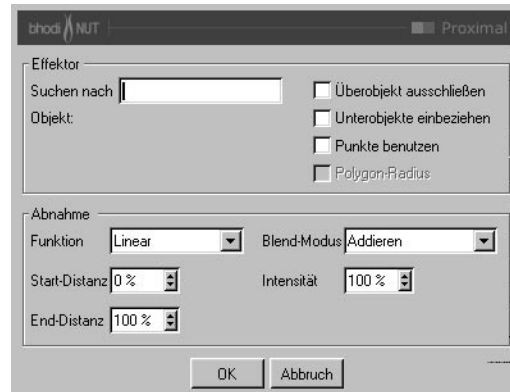 bhodi NUT Proximal
Effektor
Suchen nach
Überobjekt ausschließen
Objekt:
Unterobjekte einbeziehen
Punkte benutzen
Polygon-Radius
Abnahme
Funktion Linear Blend-Modus Addieren
Start-Distanz 0 % Intensität 100 %
End-Distanz 100 %
OK Abbruch